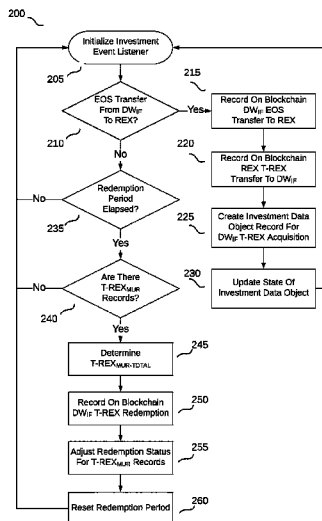 200
Initialize Investment
Event Listener
205
EOS Transfer
From DWIF
To REX?
210
Yes
215
Record On Blockchain
DWIF EOS
Transfer To REX
220
Record On Blockchain
REX T-REX
Transfer To DWIF
225
Create Investment Data
Object Record For
DWIF T-REX Acquisition
230
Update State Of
Investment Data Object
No
Redemption
Period
Elapsed?
235
No
Yes
Are There
T-REXMUR
Records?
240
No
Yes
Determine
T-REXMUR-TOTAL
245
Record On Blockchain
DWIF T-REX Redemption
250
Adjust Redemption Status
For T-REXMUR Records
255
Reset Redemption Period
260